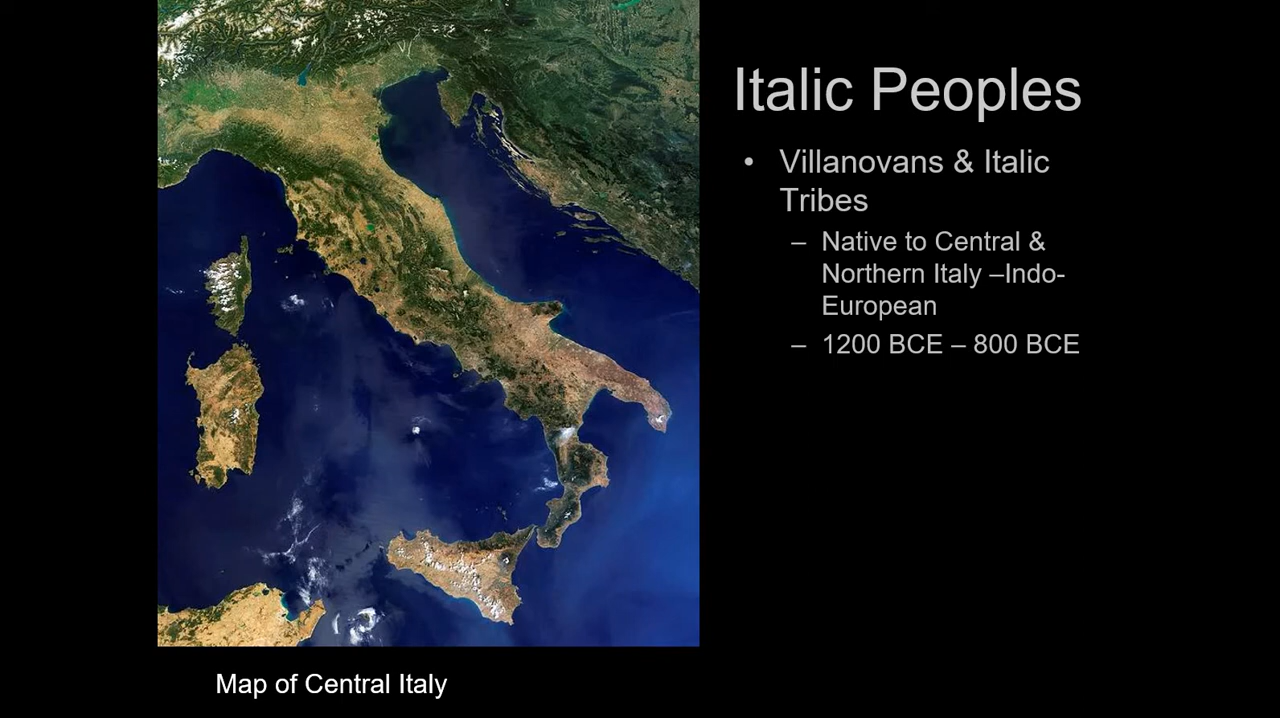 Italic Peoples
• Villanovans & Italic
Tribes
– Native to Central &
Northern Italy –Indo-
European
– 1200 BCE – 800 BCE
Map of Central Italy